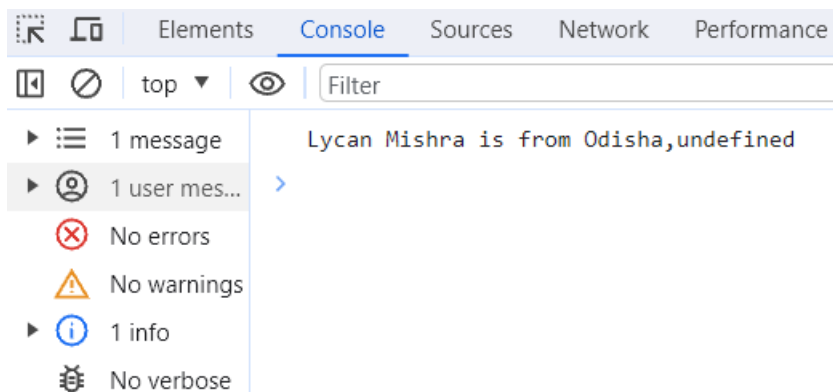 Elements Console Sources Network Performance
top Filter
1 message
Lycan Mishra is from Odisha,undefined
1 user mes...
No errors
No warnings
1 info
No verbose